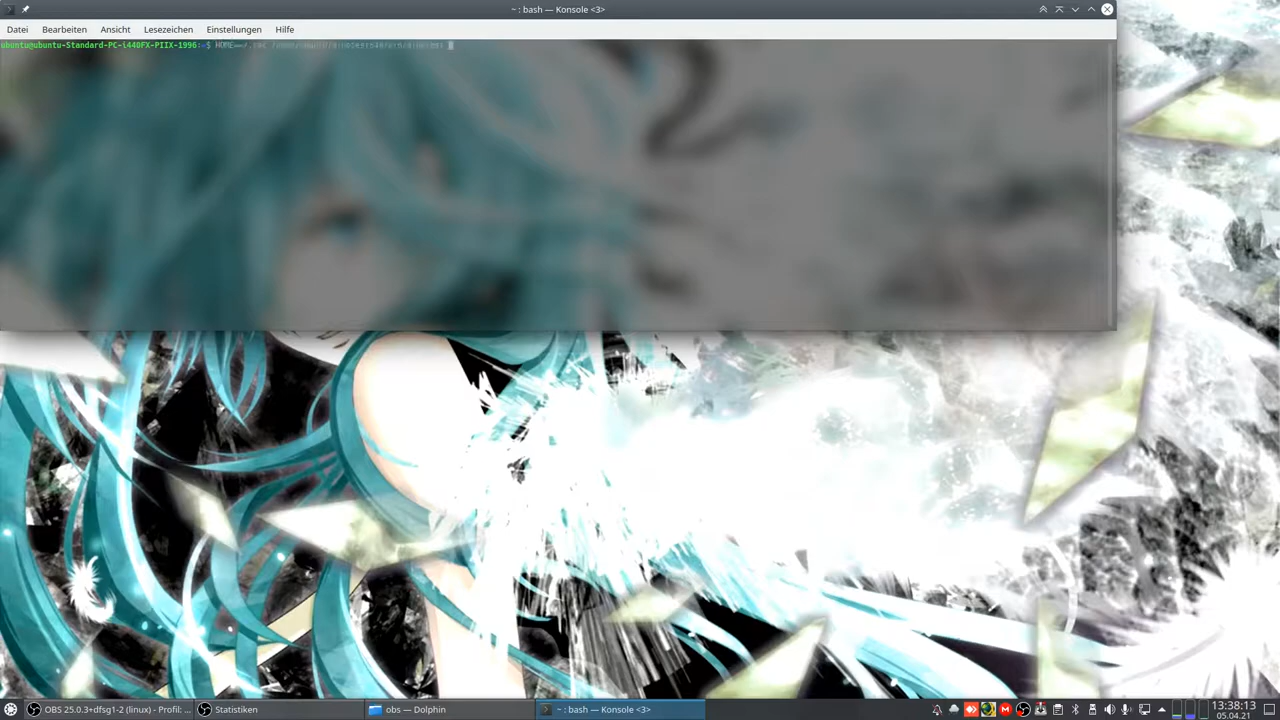 ~ : bash — Konsole <3>
Datei Bearbeiten Ansicht Lesezeichen Einstellungen Hilfe
ubuntu@ubuntu-Standard-PC-i440FX-PIIX-1996:~$
OBS 25.0.3+dfsg1-2 (linux) - Profil: ... Statistiken obs — Dolphin ~ : bash — Konsole <3> 13:38:13
05.04.21